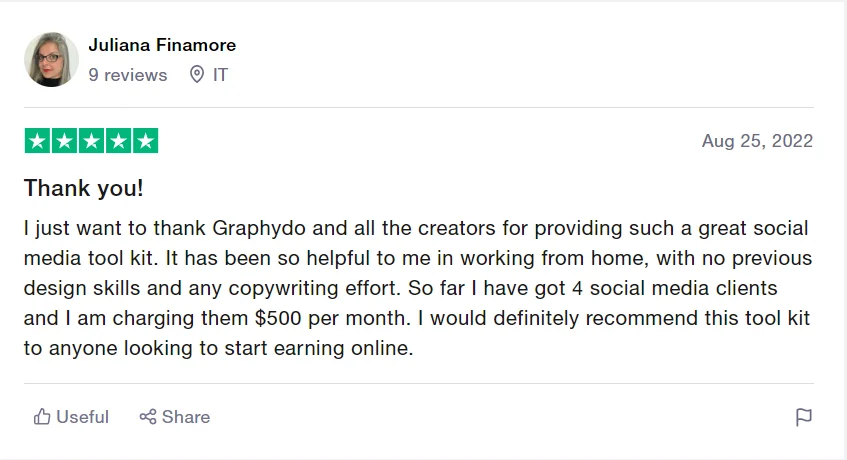 Juliana Finamore
9 reviews IT
Aug 25, 2022
Thank you!
I just want to thank Graphydo and all the creators for providing such a great social
media tool kit. It has been so helpful to me in working from home, with no previous
design skills and any copywriting effort. So far I have got 4 social media clients
and I am charging them $500 per month. I would definitely recommend this tool kit
to anyone looking to start earning online.
Useful Share